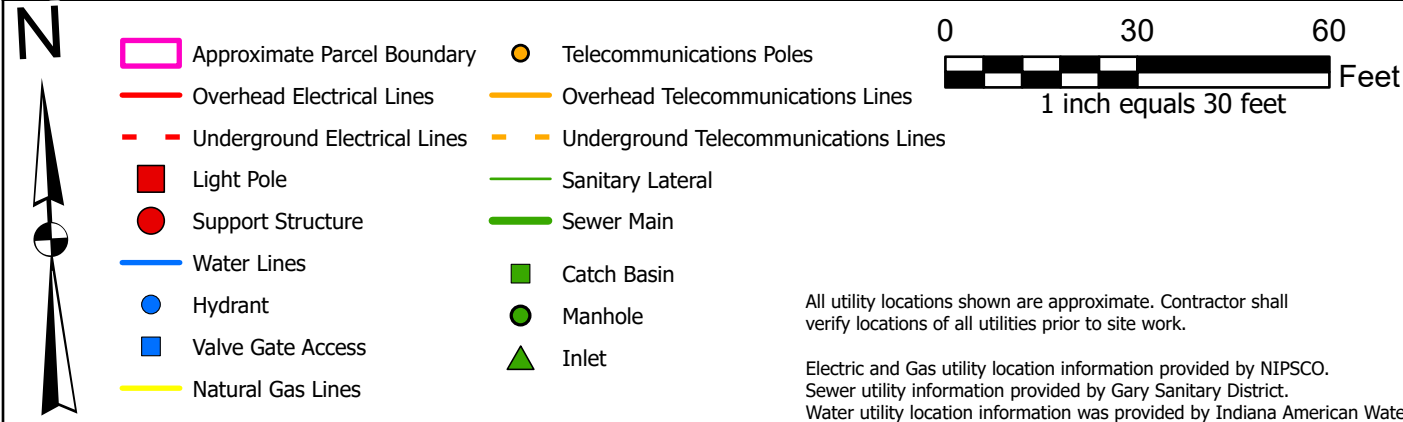 N
Approximate Parcel Boundary
Overhead Electrical Lines
Underground Electrical Lines
Light Pole
Support Structure
Water Lines
Hydrant
Valve Gate Access
Natural Gas Lines
Telecommunications Poles
Overhead Telecommunications Lines
Underground Telecommunications Lines
Sanitary Lateral
Sewer Main
Catch Basin
Manhole
Inlet
0 30 60
Feet
1 inch equals 30 feet
All utility locations shown are approximate. Contractor shall
verify locations of all utilities prior to site work.
Electric and Gas utility location information provided by NIPSCO.
Sewer utility information provided by Gary Sanitary District.
Water utility location information was provided by Indiana American Wate